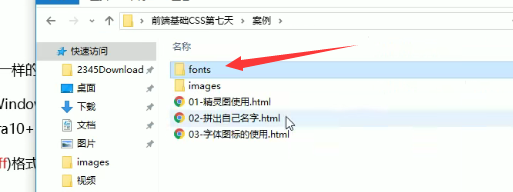 前端基础CSS第七天 > 案例 >
一样的
Window
ra10+
ff)格式
快速访问
2345Download
桌面
下载
文档
图片
images
视频
名称
fonts
images
01-精灵图使用.html
02-拼出自己名字.html
03-字体图标的使用.html